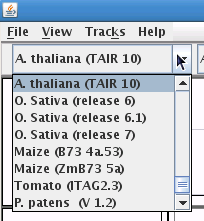 File View Tracks Help
A. thaliana (TAIR 10)
A. thaliana (TAIR 10)
O. Sativa (release 6)
O. Sativa (release 6.1)
O. Sativa (release 7)
Maize (B73 4a.53)
Maize (ZmB73 5a)
Tomato (ITAG2.3)
P. patens (V 1.2)